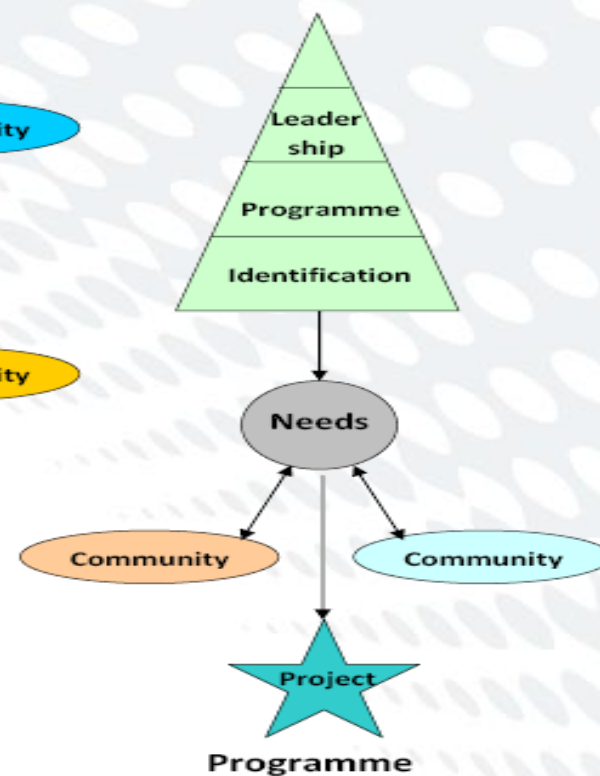 Leader
ship
ity
Programme
Identification
ity
Needs
Community
Community
Project
Programme